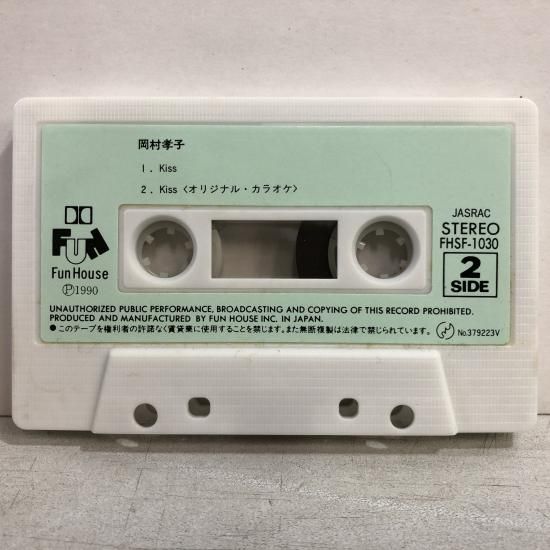 岡村孝子
1. Kiss
2. Kiss〈オリジナル・カラオケ〉
Fun
Fun House
Ⓟ1990
JASRAC
STEREO
FHSF-1030
2
SIDE
UNAUTHORIZED PUBLIC PERFORMANCE, BROADCASTING AND COPYING OF THIS RECORD PROHIBITED.
PRODUCED AND MANUFACTURED BY FUN HOUSE INC. IN JAPAN.
●このテープを権利者の許諾なく賃貸業に使用することを禁じます。また無断複製は法律で禁じられています。
No.379223V